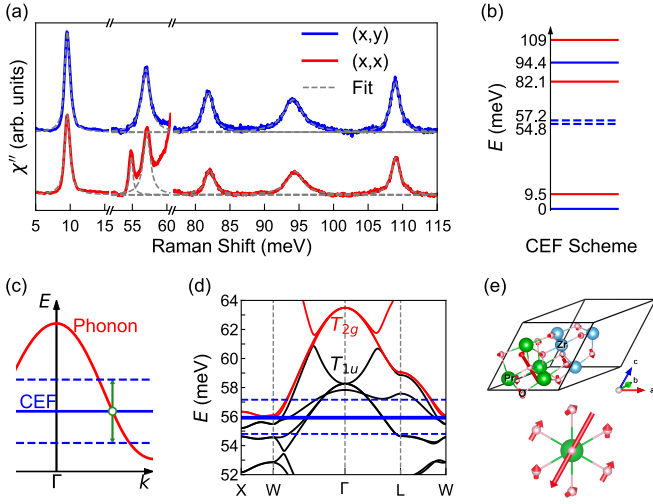 (a)
χ″ (arb. units)
(x,y)
(x,x)
Fit
5 10 15 55 60 80 85 90 95 100 105 110 115
Raman Shift (meV)
(b)
E (meV)
109
94.4
82.1
57.2
54.8
9.5
0
CEF Scheme
(c)
E
Phonon
CEF
Γ
k
(d)
E (meV)
64
62
60
58
56
54
52
T2g
T1u
X W Γ L W
(e)
Zr
Pr
O
c
b
a